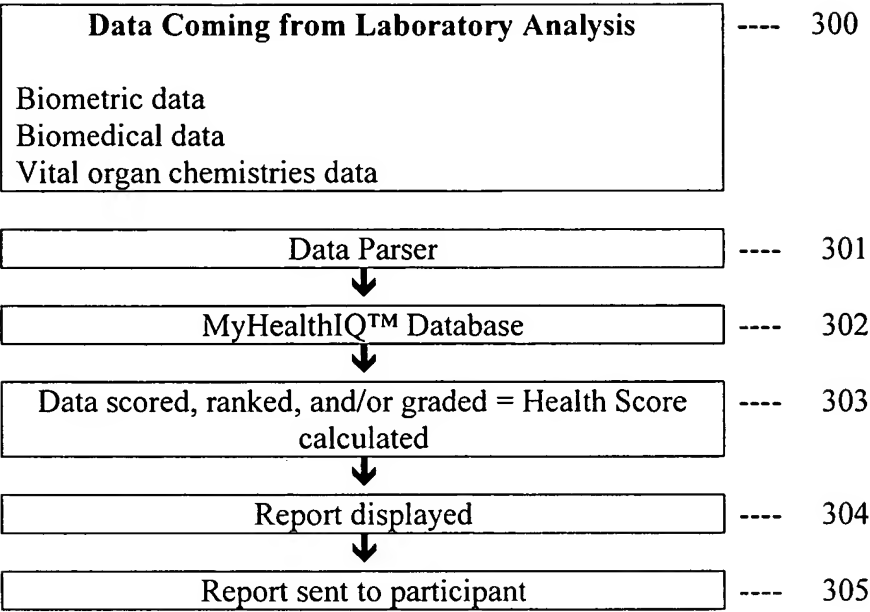 Data Coming from Laboratory Analysis ---- 300
Biometric data
Biomedical data
Vital organ chemistries data
Data Parser ---- 301
MyHealthIQ™ Database ---- 302
Data scored, ranked, and/or graded = Health Score ---- 303
calculated
Report displayed ---- 304
Report sent to participant ---- 305